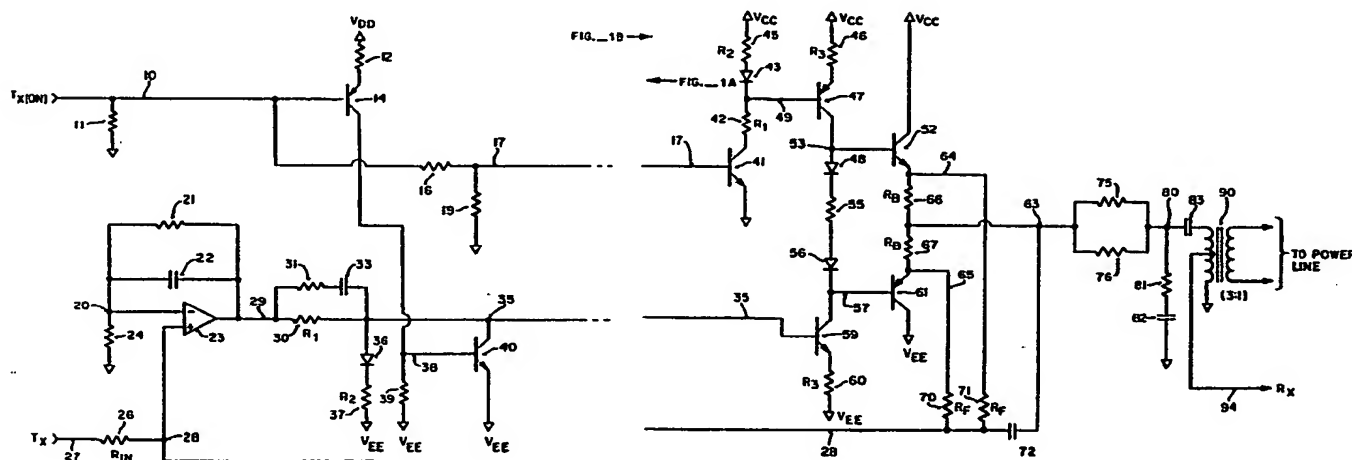 VCC VCC VCC
VDD FIG._1B 45 46
R2 R3
12 43
10 FIG._1A
TX(ON) 14 47
11 42 R1 49 52
17 17 53 64
16 41 48
19 RB 66 75 63 80 83 90
21 55
22 RB 67 TO POWER LINE
31 33 56 76
20 29 35 35 65 81 (3:1)
23 57 61
24 30 R1 36 40 59 82
38 VEE
R2 R3 60 70 71 RX
26 37 39 RF RF 94
TX VEE VEE VEE VEE
27 RIN 28 28 72